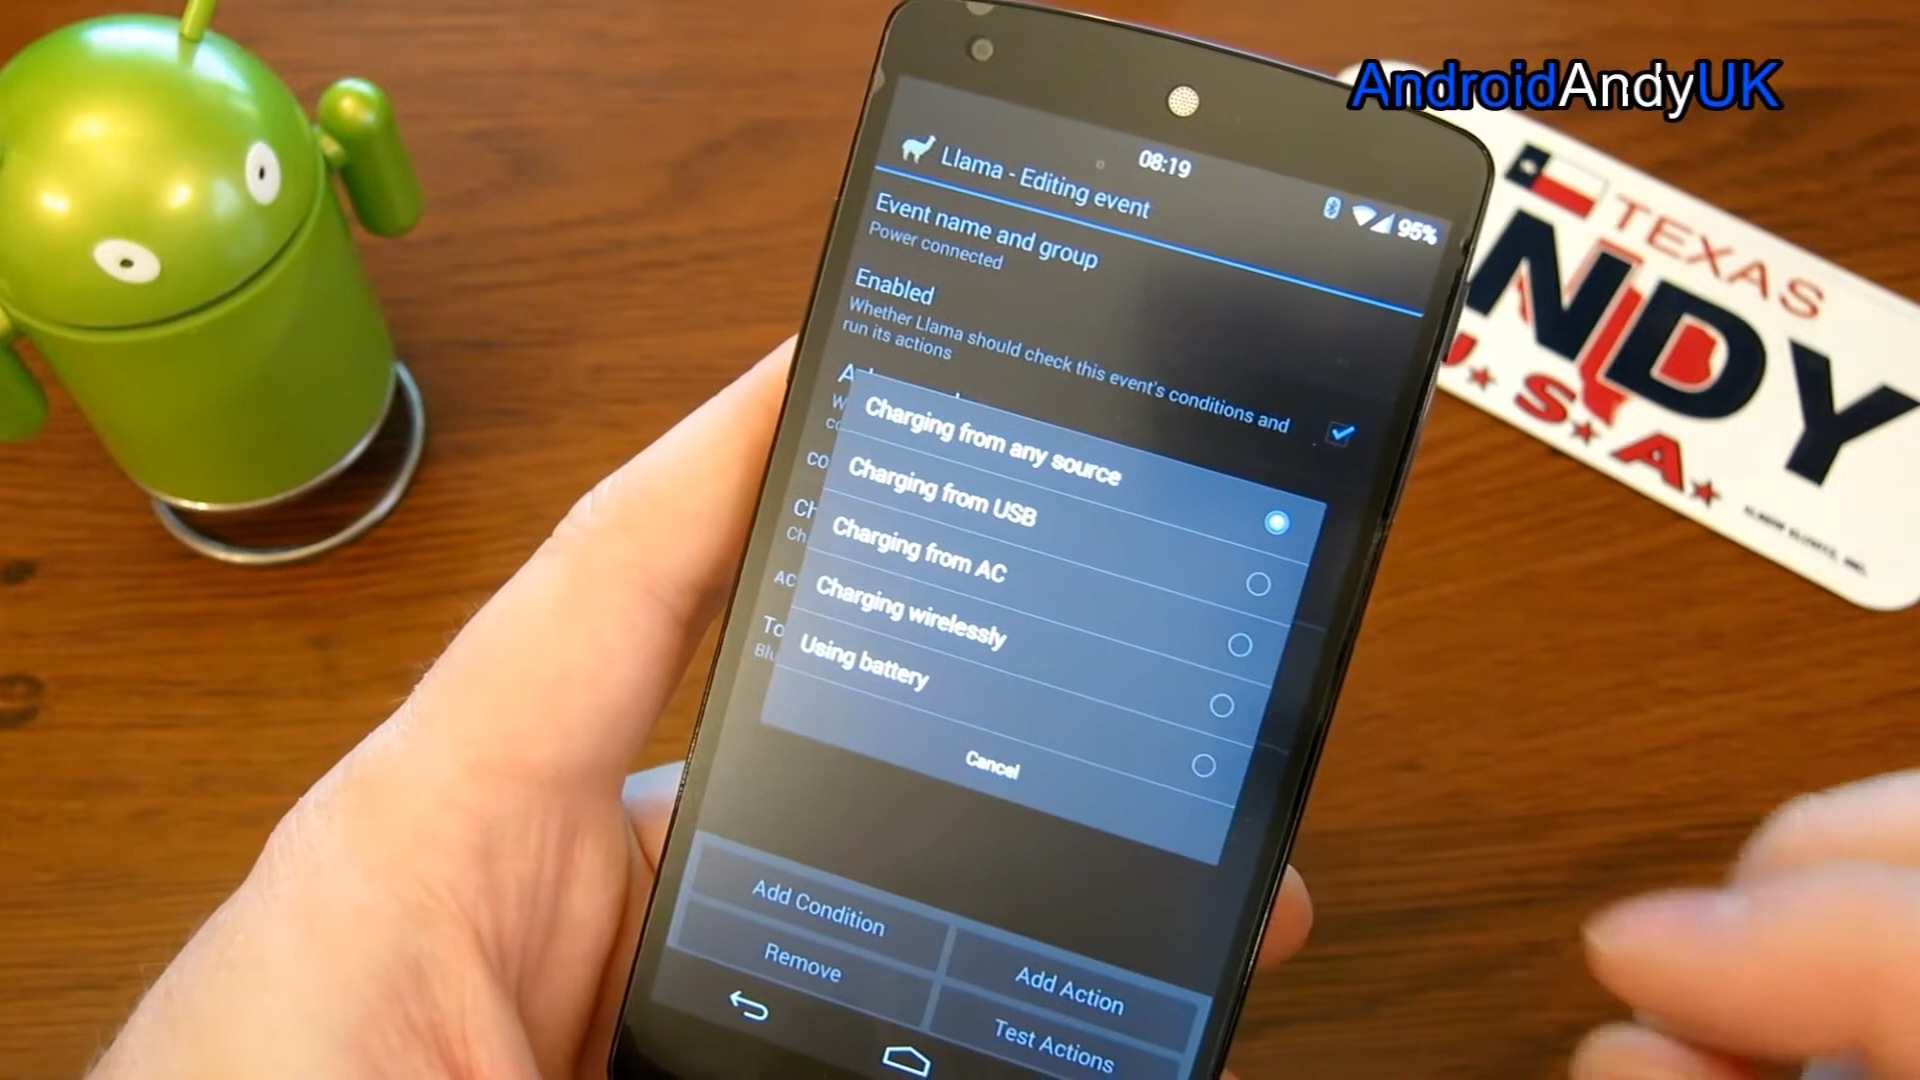 AndroidAndyUK
08:19
95%
Llama - Editing event
Event name and group
Power connected
Enabled
Whether Llama should check this event's conditions and
run its actions
Charging from any source
Charging from USB
Charging from AC
Charging wirelessly
Using battery
Cancel
Add Condition
Add Action
Remove
Test Actions
TEXAS
NDY
U.S.A.